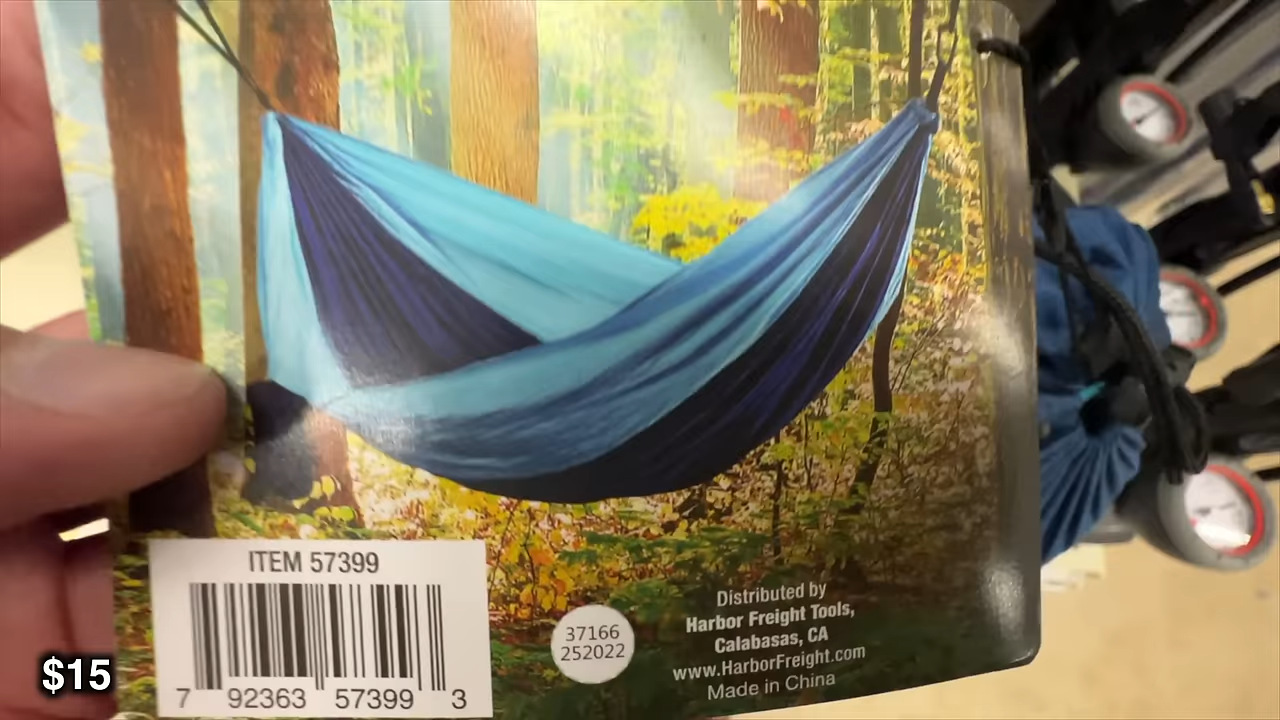 ITEM 57399
7 92363 57399 3
37166
252022
Distributed by
Harbor Freight Tools,
Calabasas, CA
www.HarborFreight.com
Made in China
$15